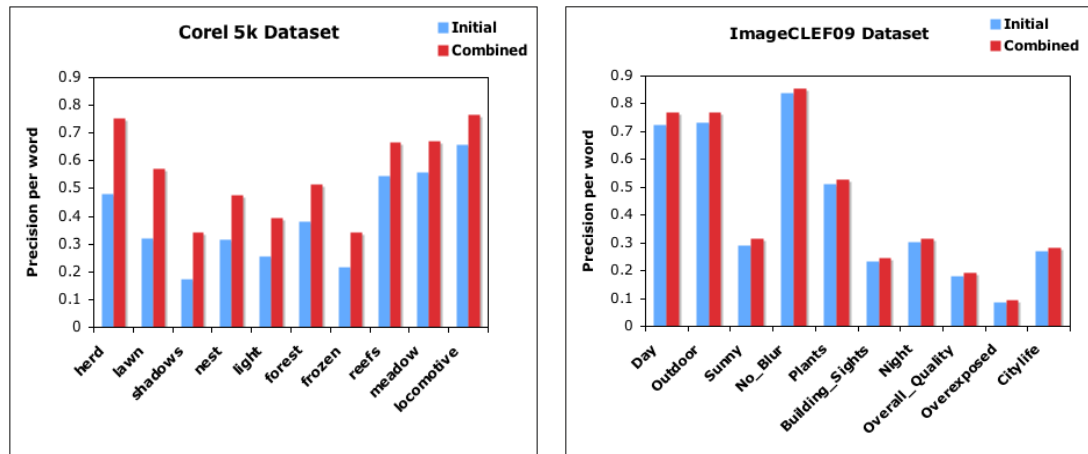 Corel 5k Dataset
Initial
Combined
Precision per word
0.9
0.8
0.7
0.6
0.5
0.4
0.3
0.2
0.1
0
herd
lawn
shadows
nest
light
forest
frozen
reefs
meadow
locomotive
ImageCLEF09 Dataset
Initial
Combined
Precision per word
0.9
0.8
0.7
0.6
0.5
0.4
0.3
0.2
0.1
0
Day
Outdoor
Sunny
No_Blur
Plants
Building_Sights
Night
Overall_Quality
Overexposed
Citylife